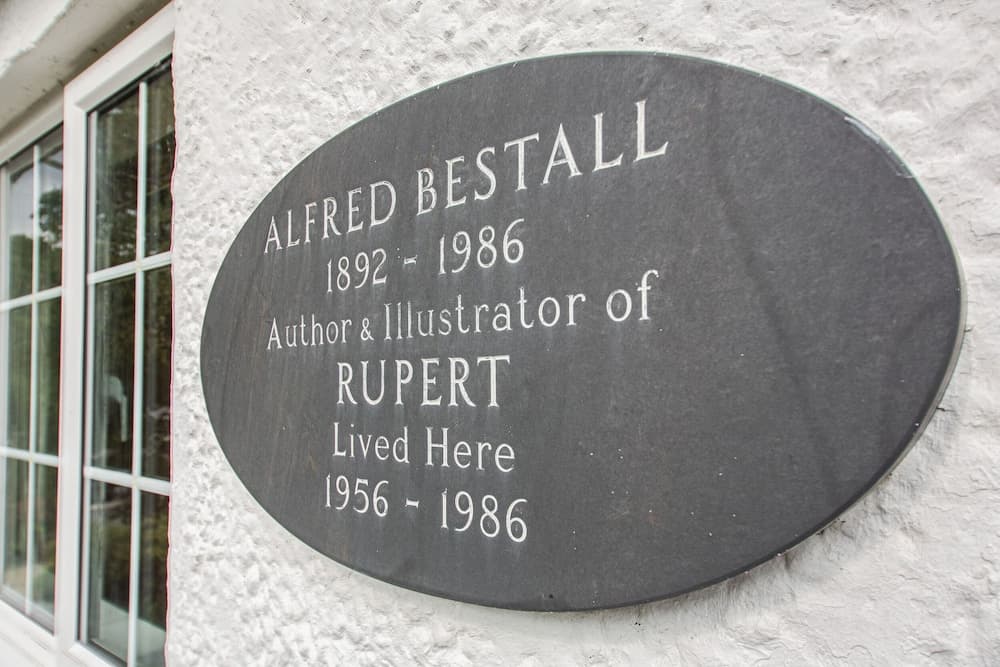 ALFRED BESTALL
1892 - 1986
Author & Illustrator of
RUPERT
Lived Here
1956 - 1986